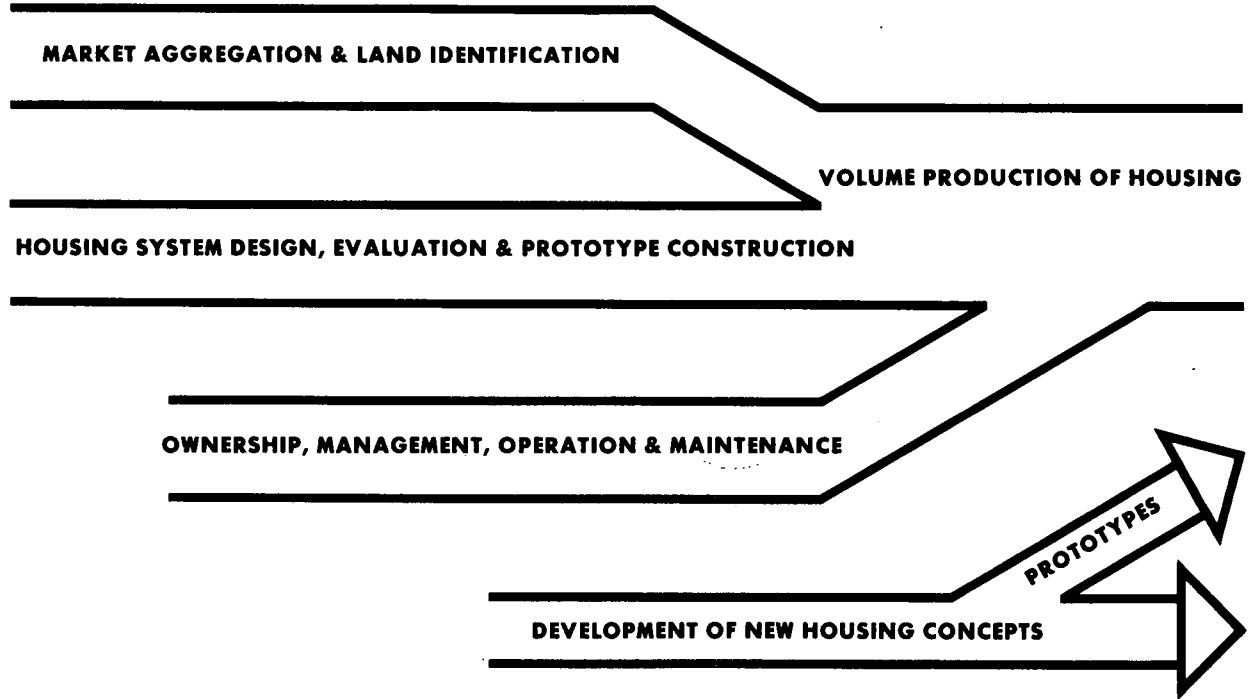 MARKET AGGREGATION & LAND IDENTIFICATION
VOLUME PRODUCTION OF HOUSING
HOUSING SYSTEM DESIGN, EVALUATION & PROTOTYPE CONSTRUCTION
OWNERSHIP, MANAGEMENT, OPERATION & MAINTENANCE
PROTOTYPES
DEVELOPMENT OF NEW HOUSING CONCEPTS